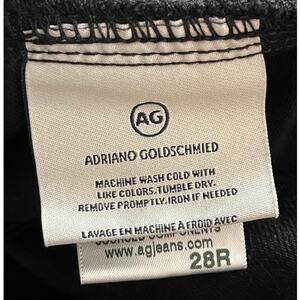 AG
ADRIANO GOLDSCHMIED
MACHINE WASH COLD WITH
LIKE COLORS. TUMBLE DRY.
REMOVE PROMPTLY. IRON IF NEEDED
LAVAGE EN MACHINE À FROID AVEC
COMPONENTS
www.agjeans.com
28R